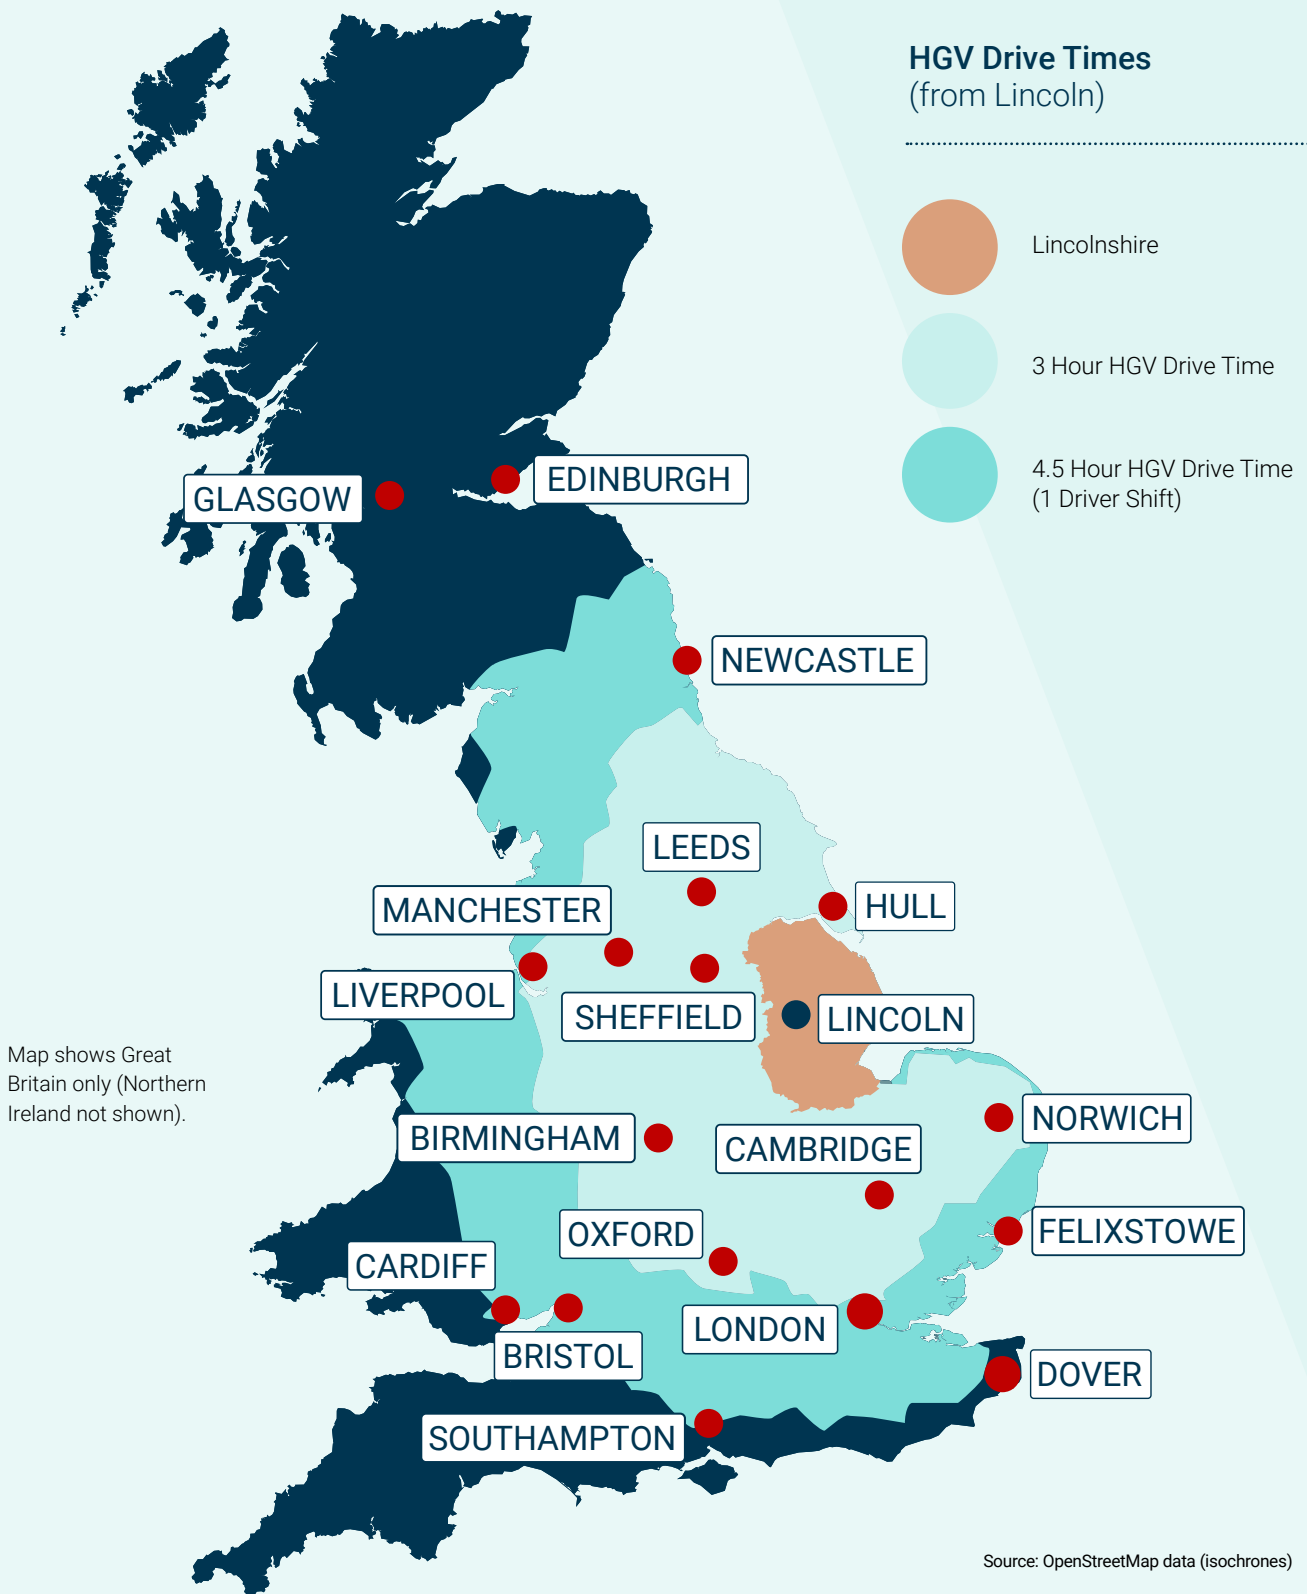 HGV Drive Times
(from Lincoln)
Lincolnshire
3 Hour HGV Drive Time
4.5 Hour HGV Drive Time
(1 Driver Shift)
EDINBURGH
GLASGOW
NEWCASTLE
LEEDS
MANCHESTER
HULL
LIVERPOOL
SHEFFIELD
LINCOLN
Map shows Great
Britain only (Northern
Ireland not shown).
NORWICH
BIRMINGHAM
CAMBRIDGE
FELIXSTOWE
OXFORD
CARDIFF
LONDON
BRISTOL
DOVER
SOUTHAMPTON
Source: OpenStreetMap data (isochrones)